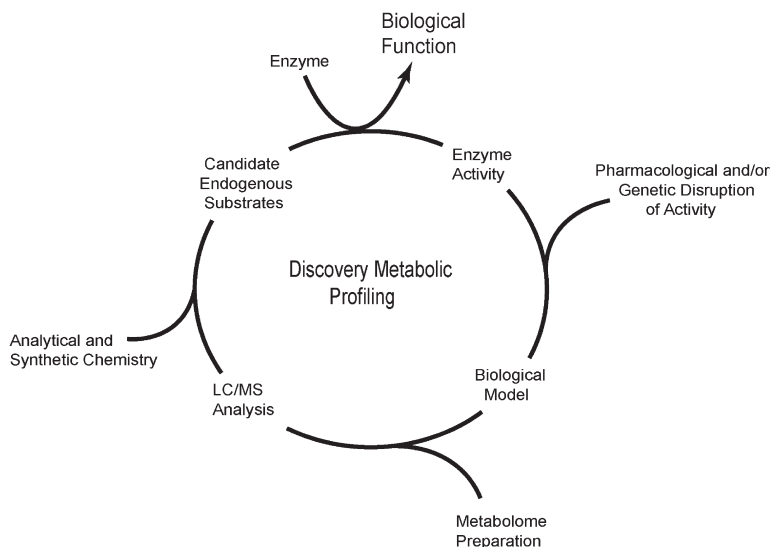 Biological
Function
Enzyme
Enzyme
Activity
Candidate
Endogenous
Substrates
Pharmacological and/or
Genetic Disruption
of Activity
Discovery Metabolic
Profiling
Analytical and
Synthetic Chemistry
Biological
Model
LC/MS
Analysis
Metabolome
Preparation